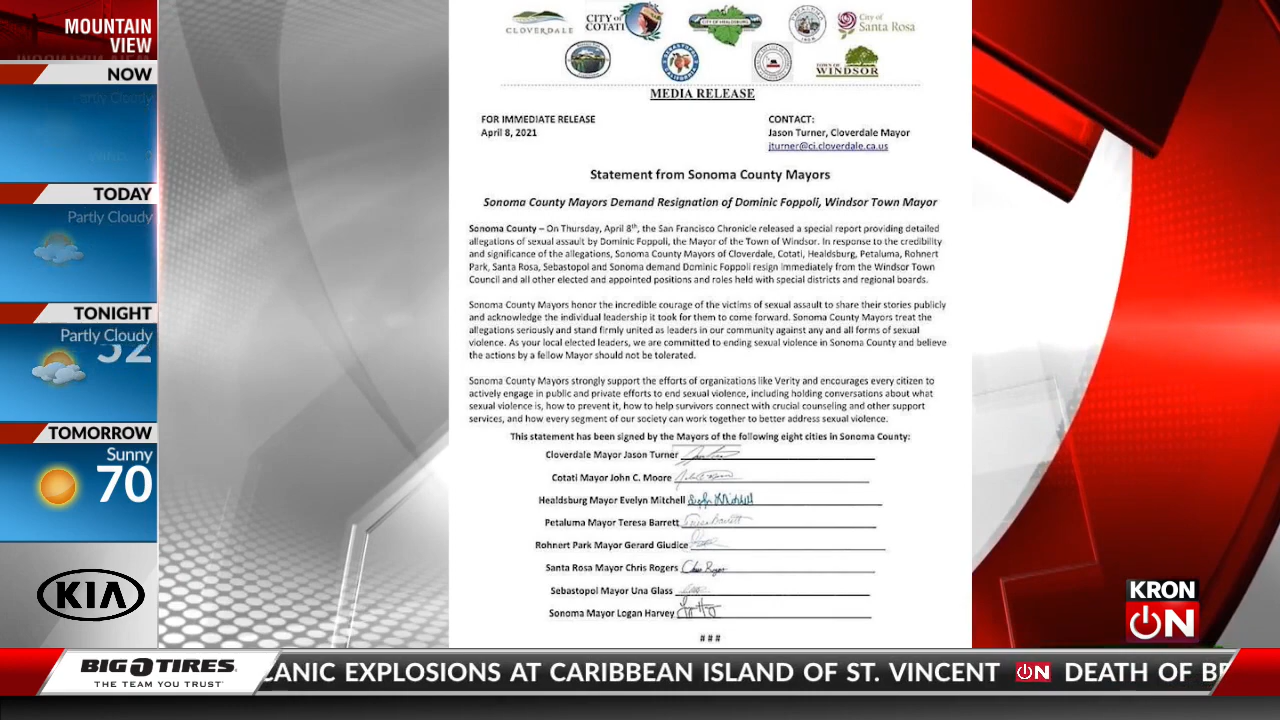 MOUNTAIN
VIEW
NOW
Partly Cloudy
TODAY
Partly Cloudy
TONIGHT
Partly Cloudy
52
TOMORROW
Sunny
70
KIA
CLOVERDALE
CITY of
COTATI
CITY OF HEALDSBURG
City of
Santa Rosa
SEBASTOPOL
CALIFORNIA
TOWN OF
WINDSOR
MEDIA RELEASE
FOR IMMEDIATE RELEASE
April 8, 2021
CONTACT:
Jason Turner, Cloverdale Mayor
jturner@ci.cloverdale.ca.us
Statement from Sonoma County Mayors
Sonoma County Mayors Demand Resignation of Dominic Foppoli, Windsor Town Mayor
Sonoma County – On Thursday, April 8th, the San Francisco Chronicle released a special report providing detailed
allegations of sexual assault by Dominic Foppoli, the Mayor of the Town of Windsor. In response to the credibility
and significance of the allegations, Sonoma County Mayors of Cloverdale, Cotati, Healdsburg, Petaluma, Rohnert
Park, Santa Rosa, Sebastopol and Sonoma demand Dominic Foppoli resign immediately from the Windsor Town
Council and all other elected and appointed positions and roles held with special districts and regional boards.
Sonoma County Mayors honor the incredible courage of the victims of sexual assault to share their stories publicly
and acknowledge the individual leadership it took for them to come forward. Sonoma County Mayors treat the
allegations seriously and stand firmly united as leaders in our community against any and all forms of sexual
violence. As your local elected leaders, we are committed to ending sexual violence in Sonoma County and believe
the actions by a fellow Mayor should not be tolerated.
Sonoma County Mayors strongly support the efforts of organizations like Verity and encourages every citizen to
actively engage in public and private efforts to end sexual violence, including holding conversations about what
sexual violence is, how to prevent it, how to help survivors connect with crucial counseling and other support
services, and how every segment of our society can work together to better address sexual violence.
This statement has been signed by the Mayors of the following eight cities in Sonoma County:
Cloverdale Mayor Jason Turner
Cotati Mayor John C. Moore
Healdsburg Mayor Evelyn Mitchell
Petaluma Mayor Teresa Barrett
Rohnert Park Mayor Gerard Giudice
Santa Rosa Mayor Chris Rogers
Sebastopol Mayor Una Glass
Sonoma Mayor Logan Harvey
# # #
KRON
ON
BIG O TIRES
THE TEAM YOU TRUST
CANIC EXPLOSIONS AT CARIBBEAN ISLAND OF ST. VINCENT ON DEATH OF